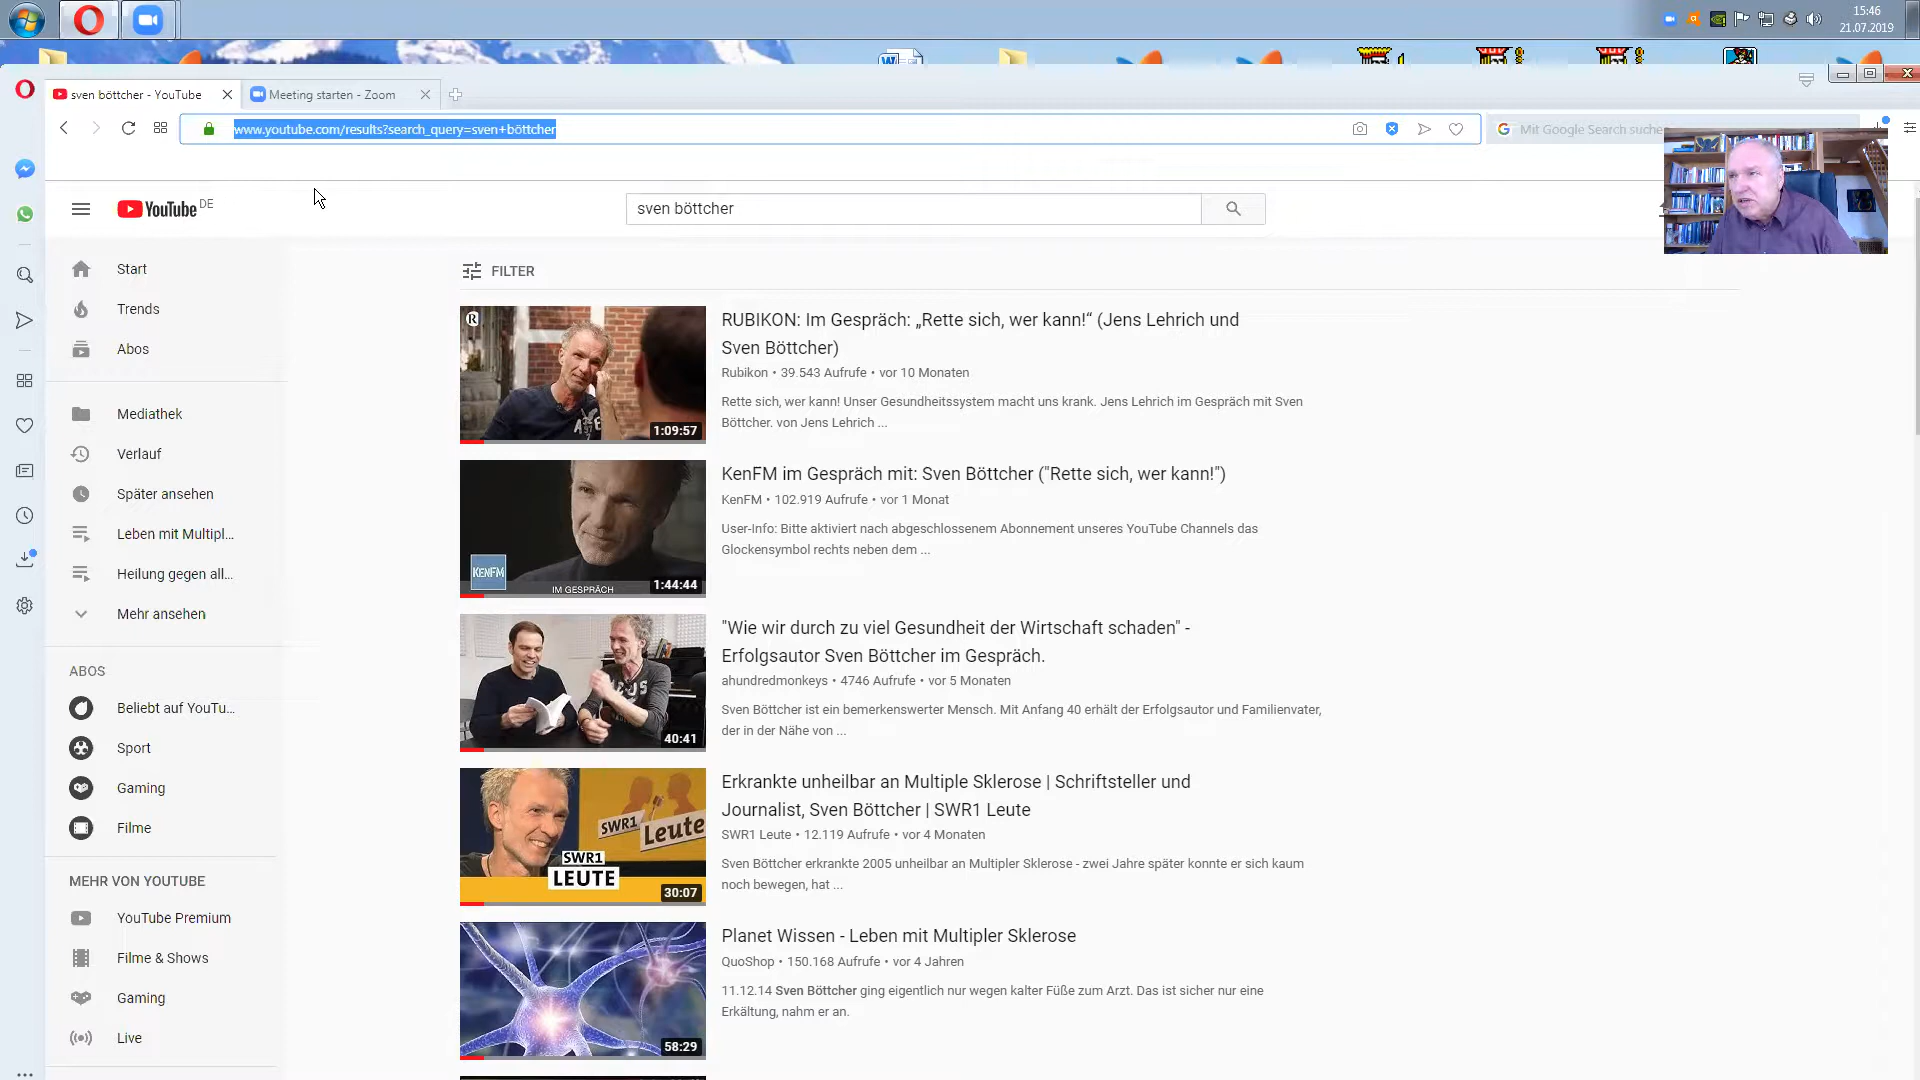 15:46
21.07.2019
sven böttcher - YouTube
Meeting starten - Zoom
www.youtube.com/results?search_query=sven+böttcher
Mit Google Search suche
YouTube DE
sven böttcher
Start
Trends
Abos
Mediathek
Verlauf
Später ansehen
Leben mit Multipl...
Heilung gegen all...
Mehr ansehen
ABOS
Beliebt auf YouTu...
Sport
Gaming
Filme
MEHR VON YOUTUBE
YouTube Premium
Filme & Shows
Gaming
Live
FILTER
R
1:09:57
RUBIKON: Im Gespräch: „Rette sich, wer kann!“ (Jens Lehrich und
Sven Böttcher)
Rubikon • 39.543 Aufrufe • vor 10 Monaten
Rette sich, wer kann! Unser Gesundheitssystem macht uns krank. Jens Lehrich im Gespräch mit Sven
Böttcher. von Jens Lehrich ...
KENFM
IM GESPRÄCH
1:44:44
KenFM im Gespräch mit: Sven Böttcher ("Rette sich, wer kann!")
KenFM • 102.919 Aufrufe • vor 1 Monat
User-Info: Bitte aktiviert nach abgeschlossenem Abonnement unseres YouTube Channels das
Glockensymbol rechts neben dem ...
40:41
"Wie wir durch zu viel Gesundheit der Wirtschaft schaden" -
Erfolgsautor Sven Böttcher im Gespräch.
ahundredmonkeys • 4746 Aufrufe • vor 5 Monaten
Sven Böttcher ist ein bemerkenswerter Mensch. Mit Anfang 40 erhält der Erfolgsautor und Familienvater,
der in der Nähe von ...
SWR1
Leute
SWR1
LEUTE
30:07
Erkrankte unheilbar an Multiple Sklerose | Schriftsteller und
Journalist, Sven Böttcher | SWR1 Leute
SWR1 Leute • 12.119 Aufrufe • vor 4 Monaten
Sven Böttcher erkrankte 2005 unheilbar an Multipler Sklerose - zwei Jahre später konnte er sich kaum
noch bewegen, hat ...
58:29
Planet Wissen - Leben mit Multipler Sklerose
QuoShop • 150.168 Aufrufe • vor 4 Jahren
11.12.14 Sven Böttcher ging eigentlich nur wegen kalter Füße zum Arzt. Das ist sicher nur eine
Erkältung, nahm er an.